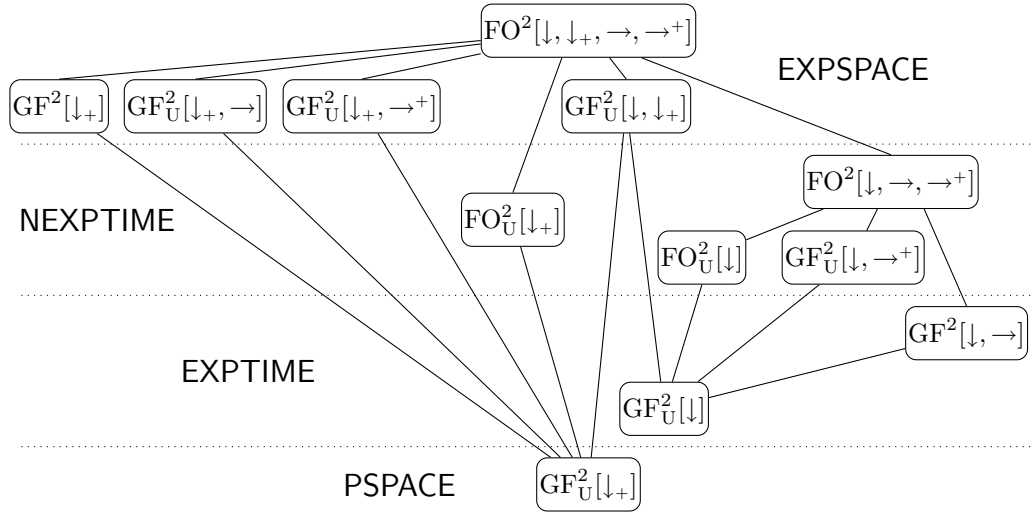 FO²[↓, ↓₊, →, →⁺]
EXPSPACE
GF²[↓₊]
GF²_U[↓₊, →]
GF²_U[↓₊, →⁺]
GF²_U[↓, ↓₊]
FO²[↓, →, →⁺]
NEXPTIME
FO²_U[↓₊]
FO²_U[↓]
GF²_U[↓, →⁺]
GF²[↓, →]
EXPTIME
GF²_U[↓]
PSPACE
GF²_U[↓₊]